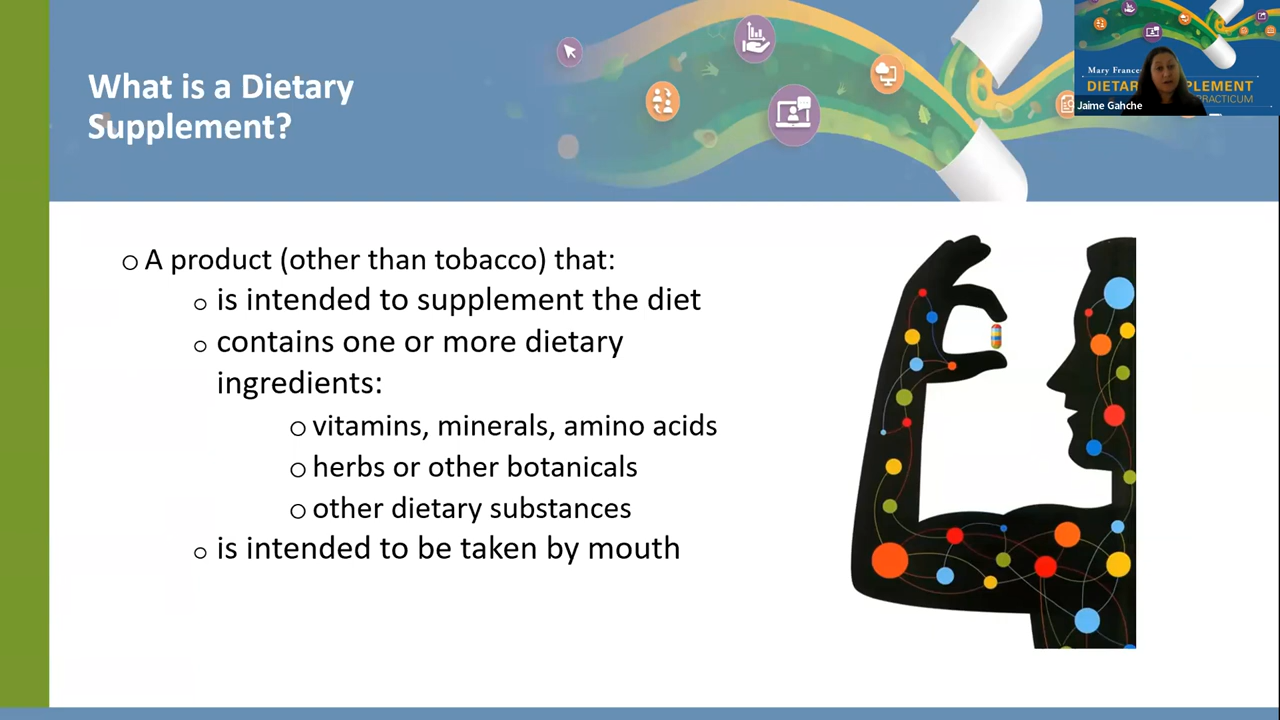 What is a Dietary
Supplement?
Mary Frances
DIETARY SUPPLEMENT
PRACTICUM
Jaime Gahche
A product (other than tobacco) that:
is intended to supplement the diet
contains one or more dietary
ingredients:
vitamins, minerals, amino acids
herbs or other botanicals
other dietary substances
is intended to be taken by mouth